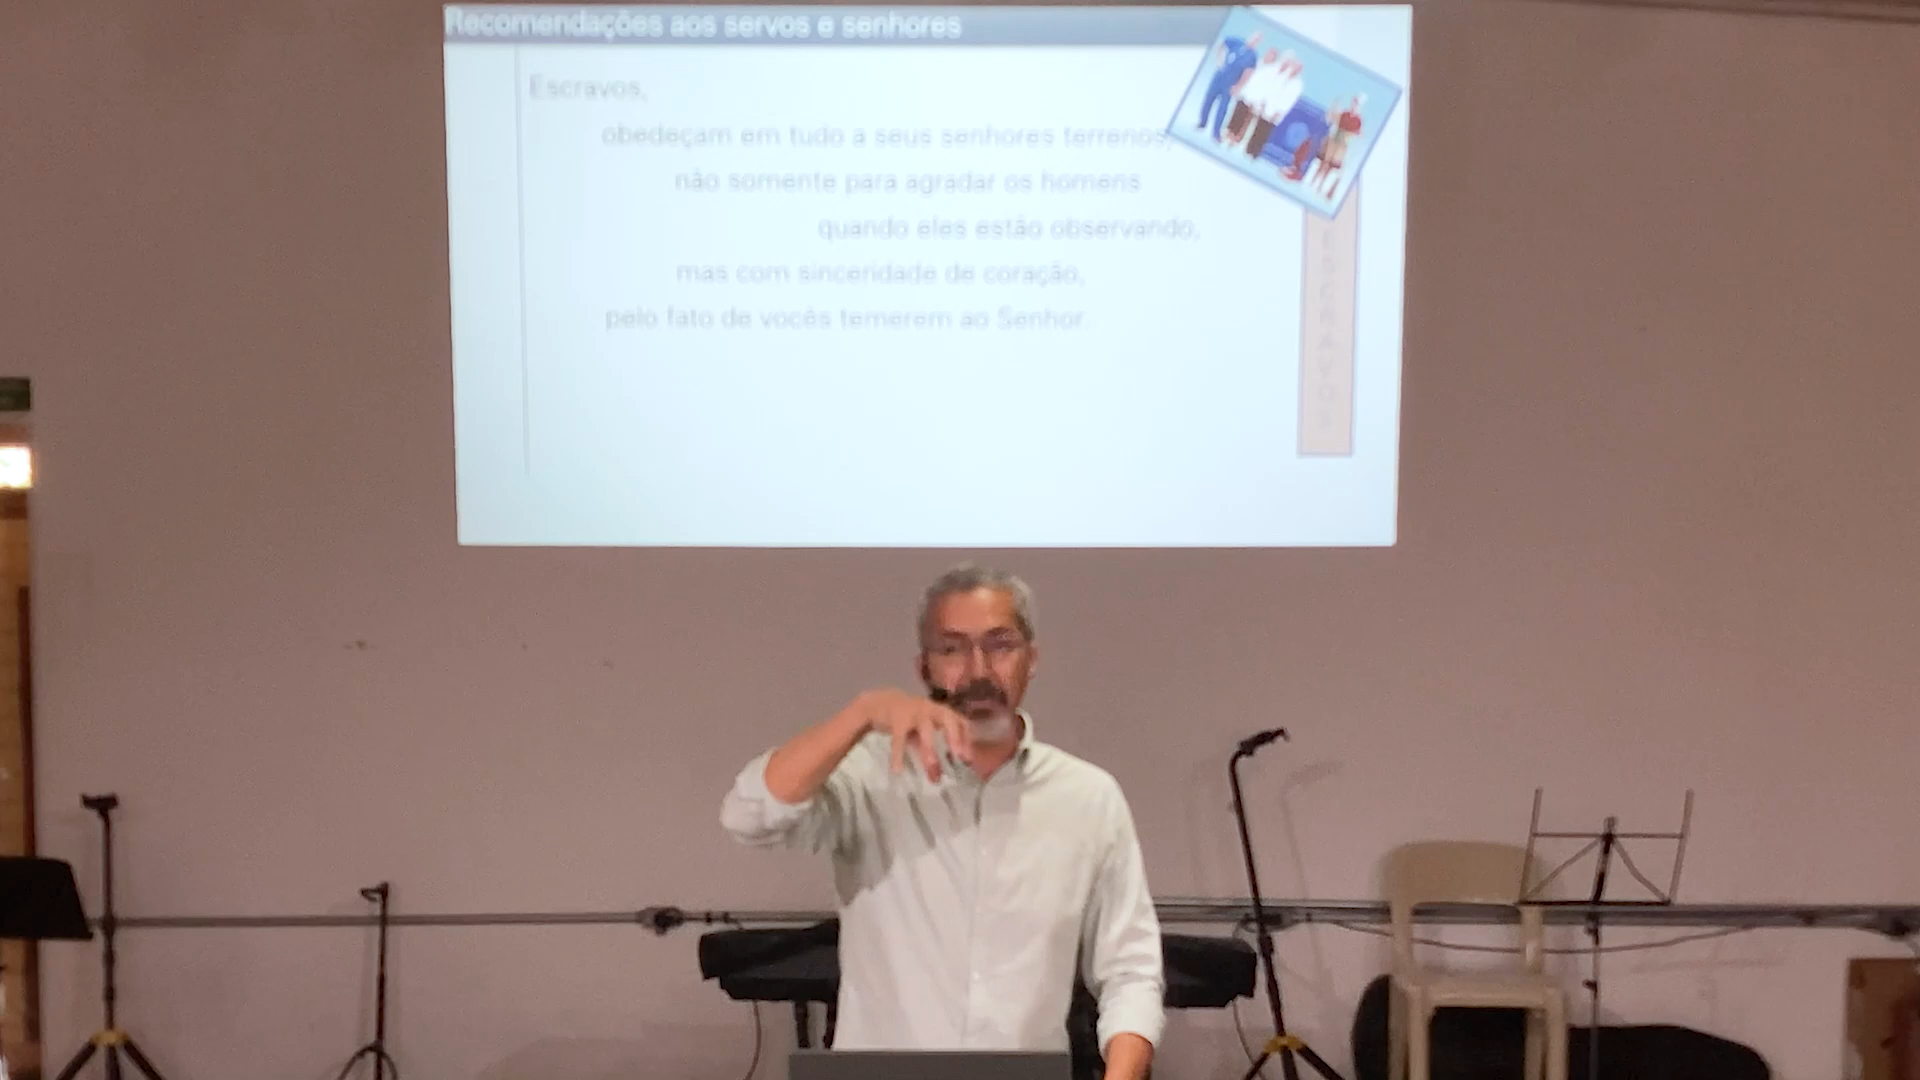 Recomendações aos servos e senhores
Escravos,
obedeçam em tudo a seus senhores terrenos,
não somente para agradar os homens
quando eles estão observando,
mas com sinceridade de coração,
pelo fato de vocês temerem ao Senhor.